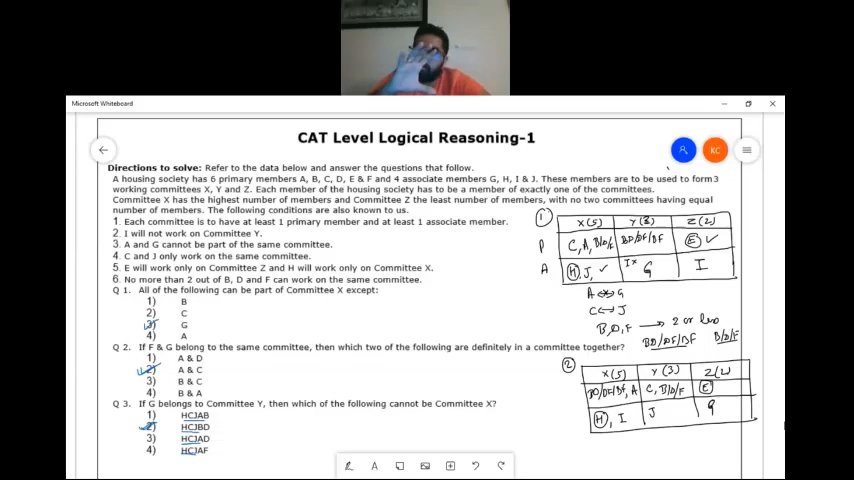 Microsoft Whiteboard
CAT Level Logical Reasoning-1
KC
Directions to solve: Refer to the data below and answer the questions that follow.
A housing society has 6 primary members A, B, C, D, E & F and 4 associate members G, H, I & J. These members are to be used to form3
working committees X, Y and Z. Each member of the housing society has to be a member of exactly one of the committees.
Committee X has the highest number of members and Committee Z the least number of members, with no two committees having equal
number of members. The following conditions are also known to us.
1. Each committee is to have at least 1 primary member and at least 1 associate member.
2. I will not work on Committee Y.
3. A and G cannot be part of the same committee.
4. C and J only work on the same committee.
5. E will work only on Committee Z and H will work only on Committee X.
6. No more than 2 out of B, D and F can work on the same committee.
Q 1. All of the following can be part of Committee X except:
1) B
2) C
3) G
4) A
Q 2. If F & G belong to the same committee, then which two of the following are definitely in a committee together?
1) A & D
2) A & C
3) B & C
4) B & A
Q 3. If G belongs to Committee Y, then which of the following cannot be Committee X?
1) HCJAB
2) HCJBD
3) HCJAD
4) HCJAF
1
X(5) Y(3) Z(2)
P C, A, B/D/F BD/DF/BF E
A H, J, I× G I
A ↔ G
C ↔ J
B, D, F → 2 or less
BD/DF/BF B/D/F
2
X(5) Y(3) Z(2)
BD/DF/BF, A C, B/D/F E
H, I J G